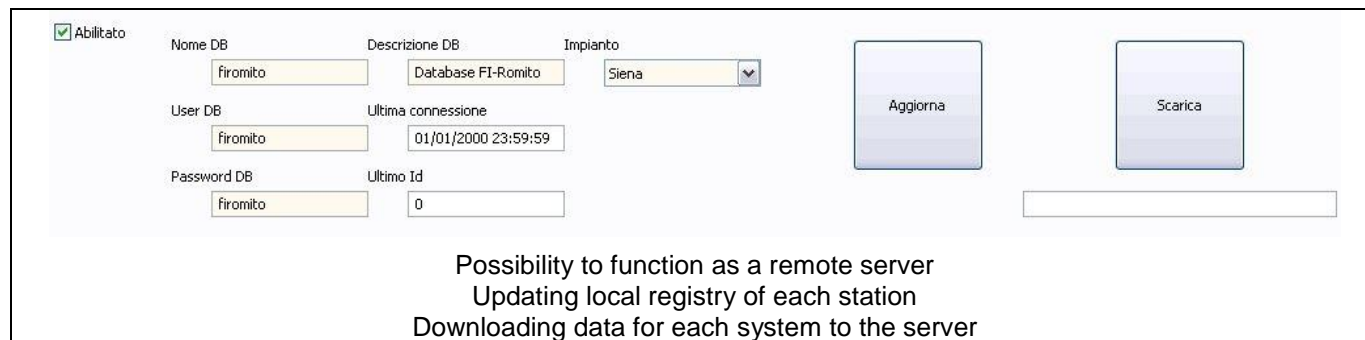 Abilitato
Nome DB Descrizione DB Impianto
firomito Database FI-Romito Siena
User DB Ultima connessione
firomito 01/01/2000 23:59:59
Aggiorna Scarica
Password DB Ultimo Id
firomito 0
Possibility to function as a remote server
Updating local registry of each station
Downloading data for each system to the server